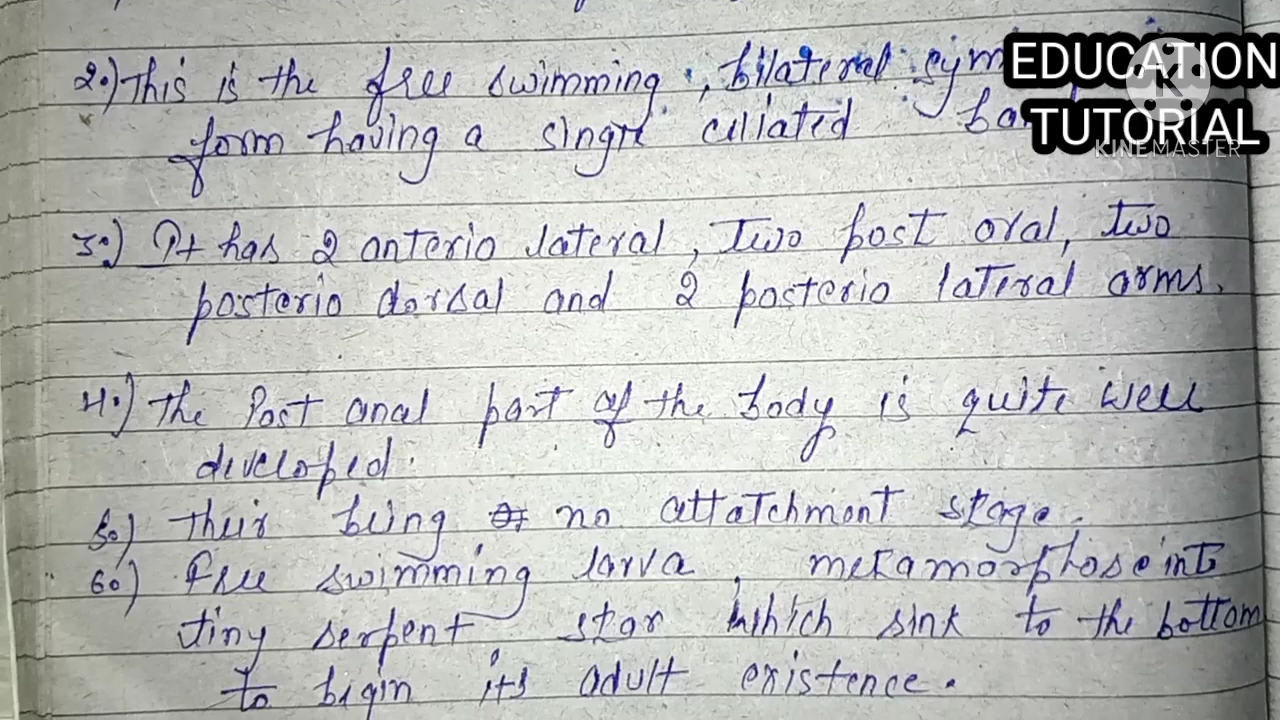 2.) This is the free swimming, bilateral sym
form having a single ciliated ba
EDUCATION
TUTORIAL
KINEMASTER
3.) It has 2 anterio lateral, Two post oral, two
posterio dorsal and 2 posterio lateral arms.
4.) The Post anal part of the body is quite well
developed.
5.) Their being no attatchment stage.
6.) Free swimming larva, metamorphose into
tiny serpent star which sink to the bottom
to begin its adult existence.